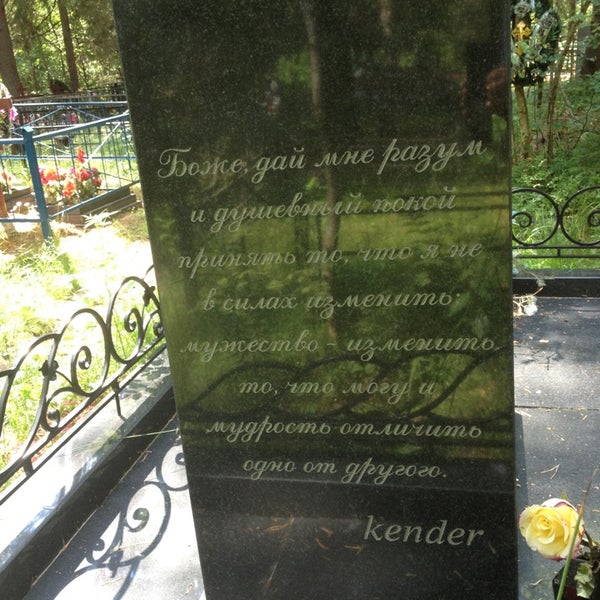 Боже, дай мне разум
и душевный покой
принять то, что я не
в силах изменить;
мужество - изменить
то, что могу и
мудрость отличить
одно от другого.
kender